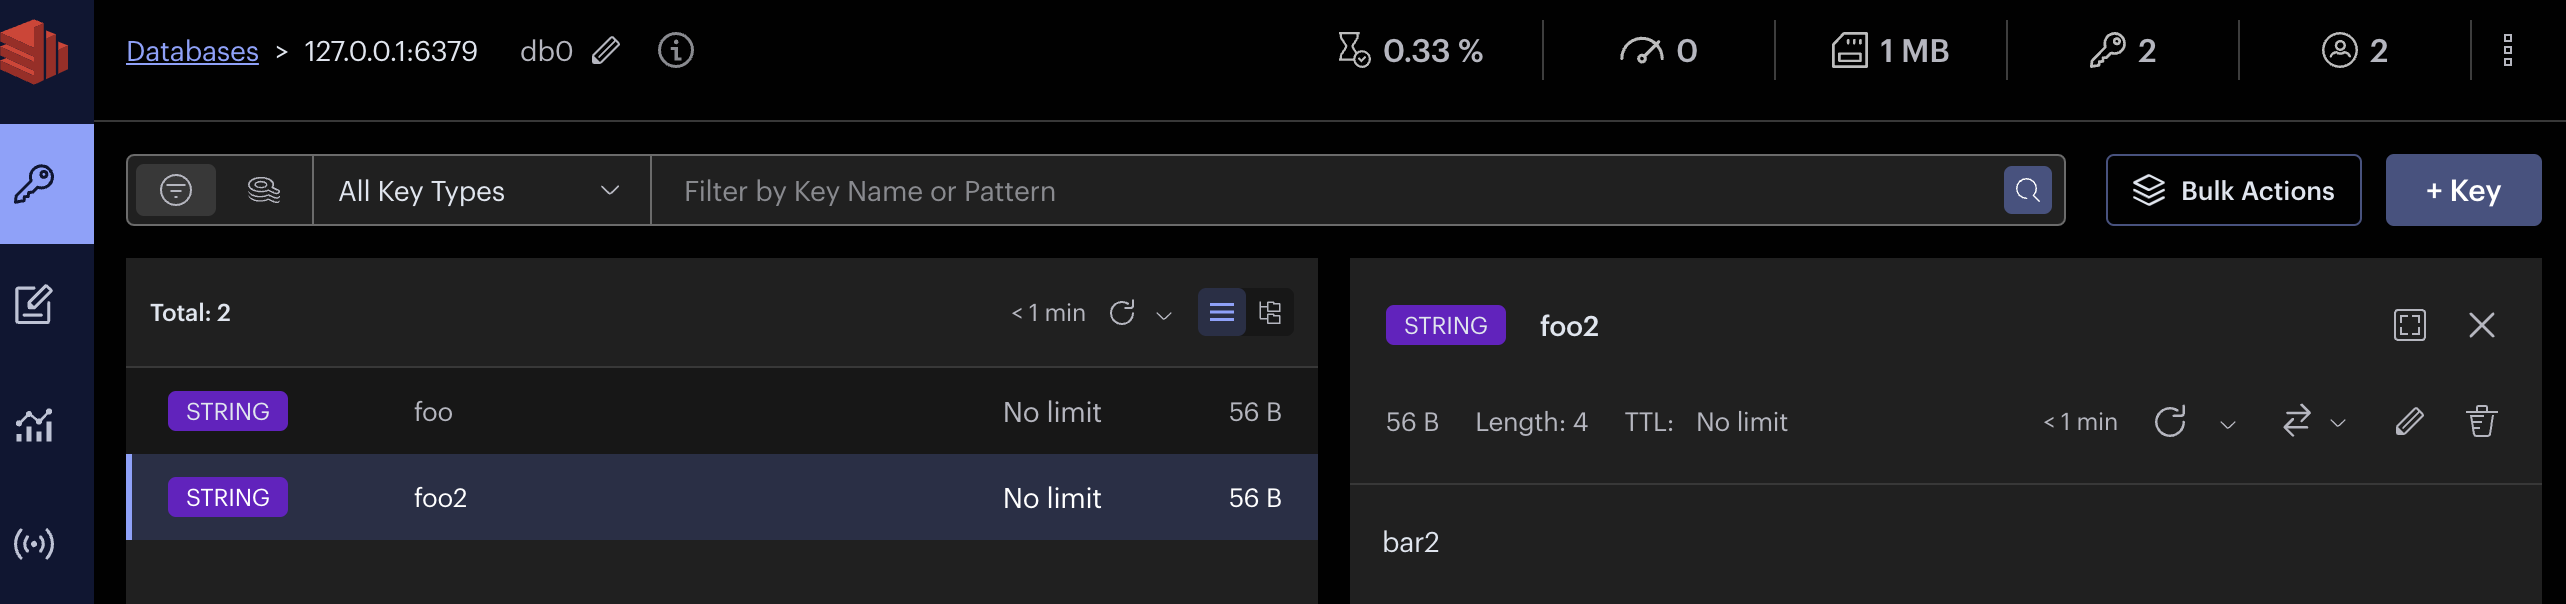 Databases > 127.0.0.1:6379 db0 0.33 % 0 1 MB 2 2
All Key Types Filter by Key Name or Pattern Bulk Actions + Key
Total: 2 < 1 min
STRING foo No limit 56 B
STRING foo2 No limit 56 B
STRING foo2
56 B Length: 4 TTL: No limit < 1 min
bar2